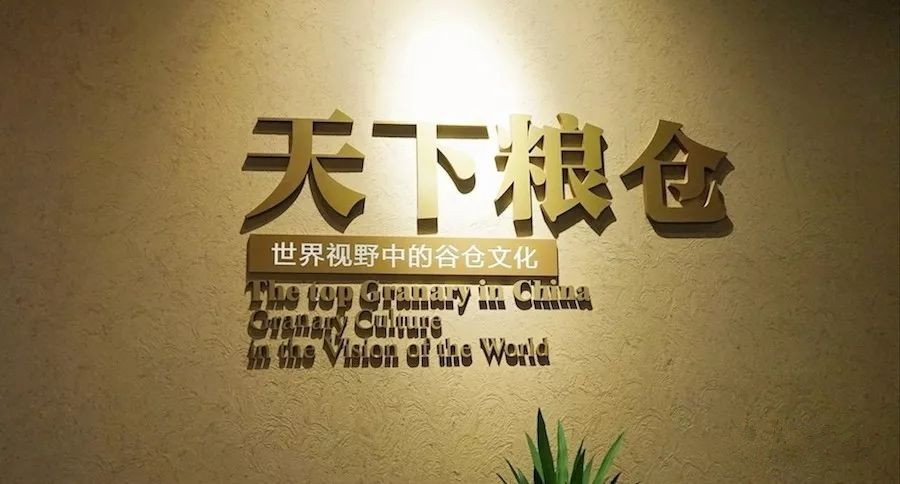 天下粮仓
世界视野中的谷仓文化
The top Granary in China
Granary Culture
in the Vision of the World